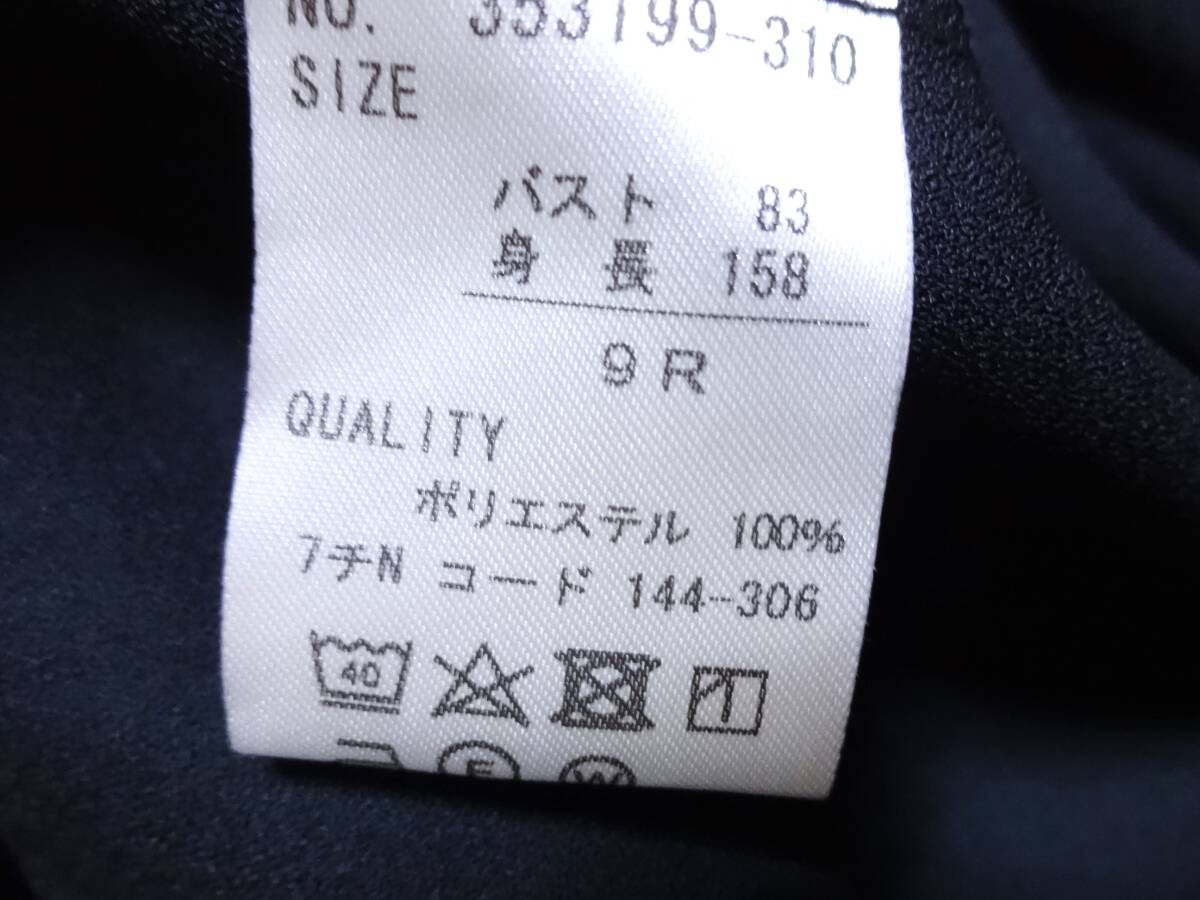 NO. 353199-310
SIZE
バスト 83
身長 158
9R
QUALITY
ポリエステル 100%
7チN コード 144-306
40
F W